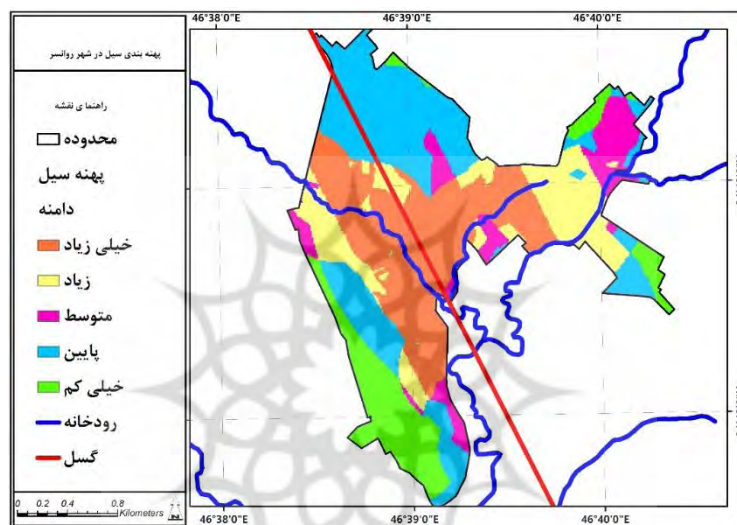 46°38'0"E 46°39'0"E 46°40'0"E
پهنه بندی سیل در شهر روانسر
راهنما ی نقشه
محدوده
پهنه سیل
دامنه
خیلی زیاد
زیاد
متوسط
پایین
خیلی کم
رودخانه
گسل
0 0.2 0.4 0.8
Kilometers
N
46°38'0"E 46°39'0"E 46°40'0"E